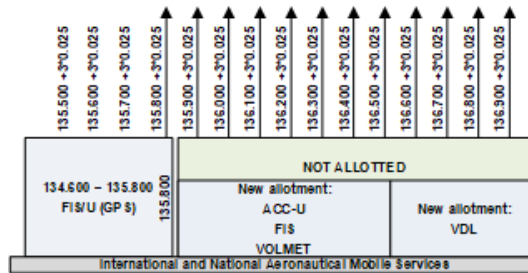 135.500 +3*0.025
135.600 +3*0.025
135.700 +3*0.025
135.800 +3*0.025
135.900 +3*0.025
136.000 +3*0.025
136.100 +3*0.025
136.200 +3*0.025
136.300 +3*0.025
136.400 +3*0.025
136.500 +3*0.025
136.600 +3*0.025
136.700 +3*0.025
136.800 +3*0.025
136.900 +3*0.025
134.600 – 135.800
FIS/U (GPS)
135.800
NOT ALLOTTED
New allotment:
ACC-U
FIS
VOLMET
New allotment:
VDL
International and National Aeronautical Mobile Services